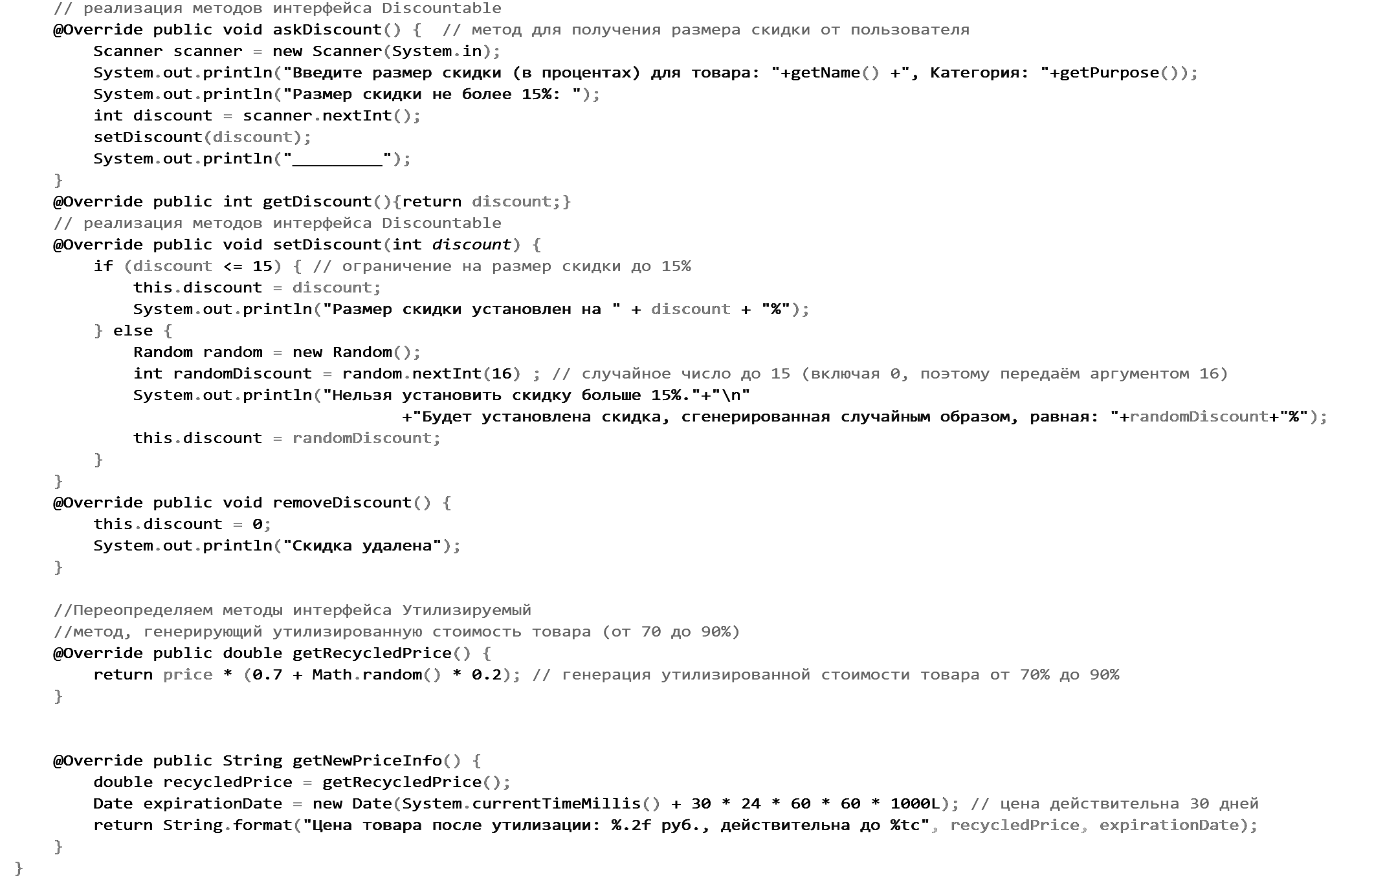 // реализация методов интерфейса Discountable
@Override public void askDiscount() {  // метод для получения размера скидки от пользователя
Scanner scanner = new Scanner(System.in);
System.out.println("Введите размер скидки (в процентах) для товара: "+getName() +", Категория: "+getPurpose());
System.out.println("Размер скидки не более 15%: ");
int discount = scanner.nextInt();
setDiscount(discount);
System.out.println("_________");
}
@Override public int getDiscount(){return discount;}
// реализация методов интерфейса Discountable
@Override public void setDiscount(int discount) {
if (discount <= 15) { // ограничение на размер скидки до 15%
this.discount = discount;
System.out.println("Размер скидки установлен на " + discount + "%");
} else {
Random random = new Random();
int randomDiscount = random.nextInt(16) ; // случайное число до 15 (включая 0, поэтому передаём аргументом 16)
System.out.println("Нельзя установить скидку больше 15%."+"\n"
+"Будет установлена скидка, сгенерированная случайным образом, равная: "+randomDiscount+"%");
this.discount = randomDiscount;
}
}
@Override public void removeDiscount() {
this.discount = 0;
System.out.println("Скидка удалена");
}
//Переопределяем методы интерфейса Утилизируемый
//метод, генерирующий утилизированную стоимость товара (от 70 до 90%)
@Override public double getRecycledPrice() {
return price * (0.7 + Math.random() * 0.2); // генерация утилизированной стоимости товара от 70% до 90%
}
@Override public String getNewPriceInfo() {
double recycledPrice = getRecycledPrice();
Date expirationDate = new Date(System.currentTimeMillis() + 30 * 24 * 60 * 60 * 1000L); // цена действительна 30 дней
return String.format("Цена товара после утилизации: %.2f руб., действительна до %tc", recycledPrice, expirationDate);
}
}